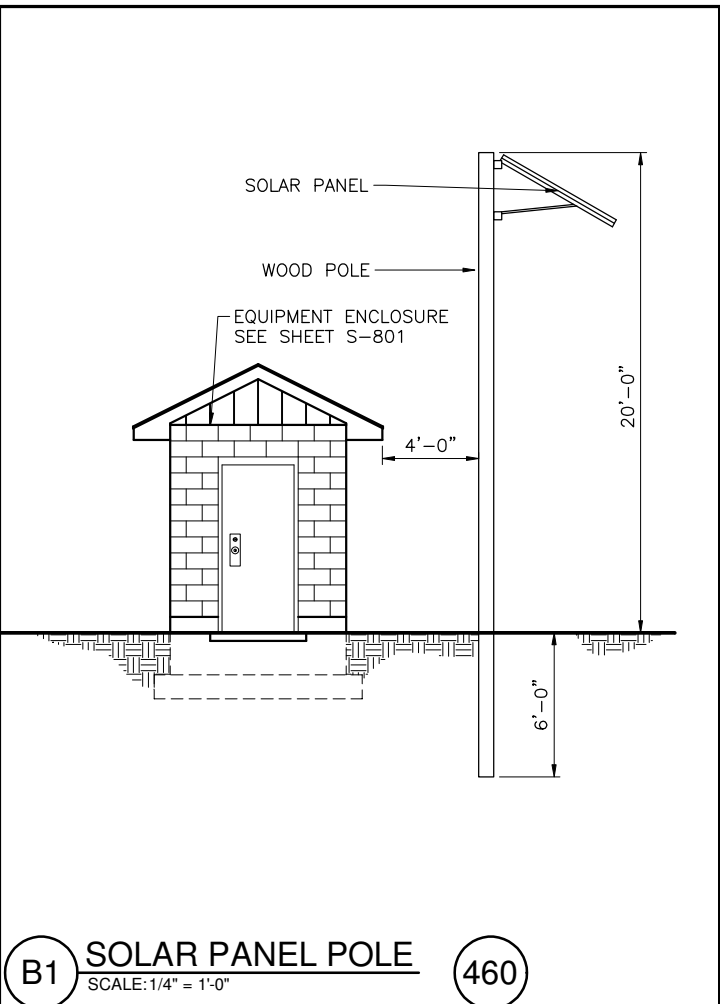 SOLAR PANEL
WOOD POLE
EQUIPMENT ENCLOSURE
SEE SHEET S-801
4'-0"
20'-0"
6'-0"
B1
SOLAR PANEL POLE
SCALE:1/4" = 1'-0"
460